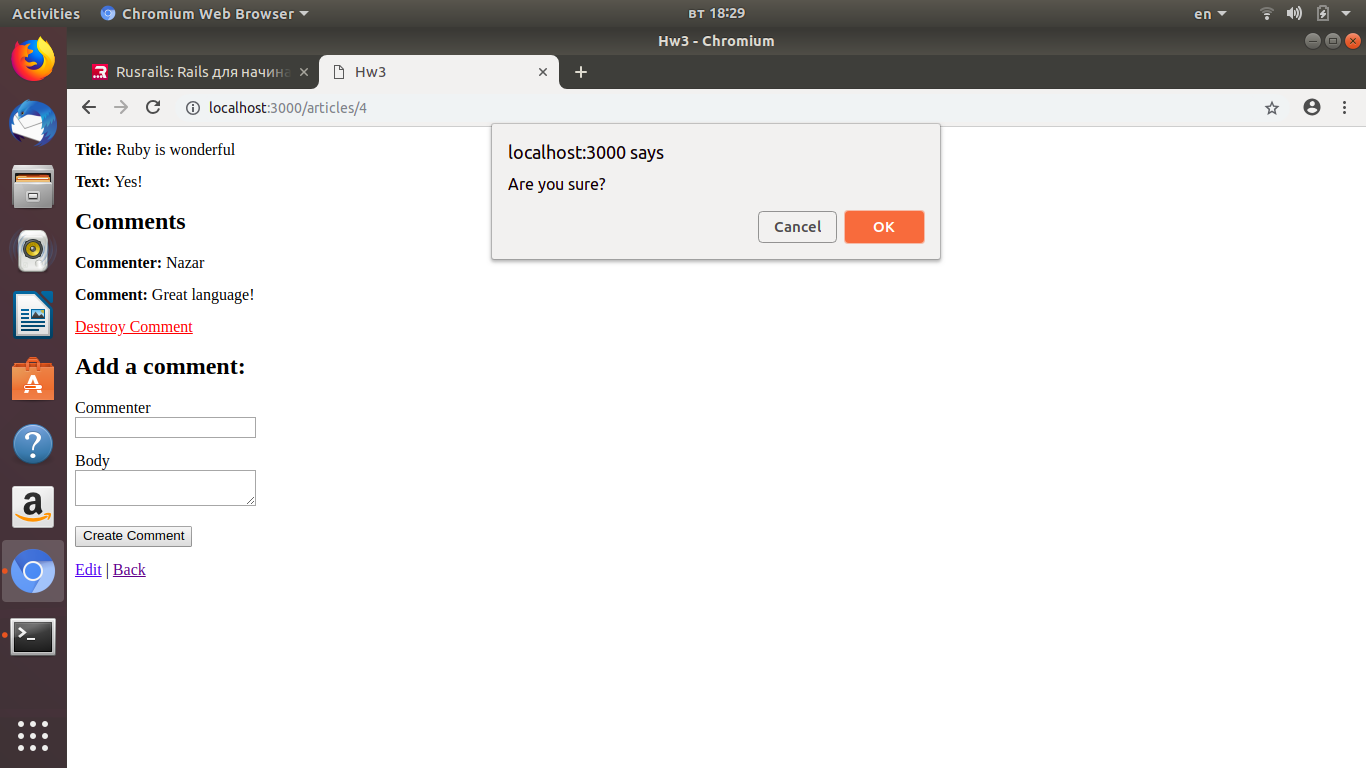 Activities Chromium Web Browser вт 18:29 en
Hw3 - Chromium
Rusrails: Rails для начина Hw3
localhost:3000/articles/4
localhost:3000 says
Are you sure?
Cancel OK
Title: Ruby is wonderful
Text: Yes!
Comments
Commenter: Nazar
Comment: Great language!
Destroy Comment
Add a comment:
Commenter
Body
Create Comment
Edit | Back